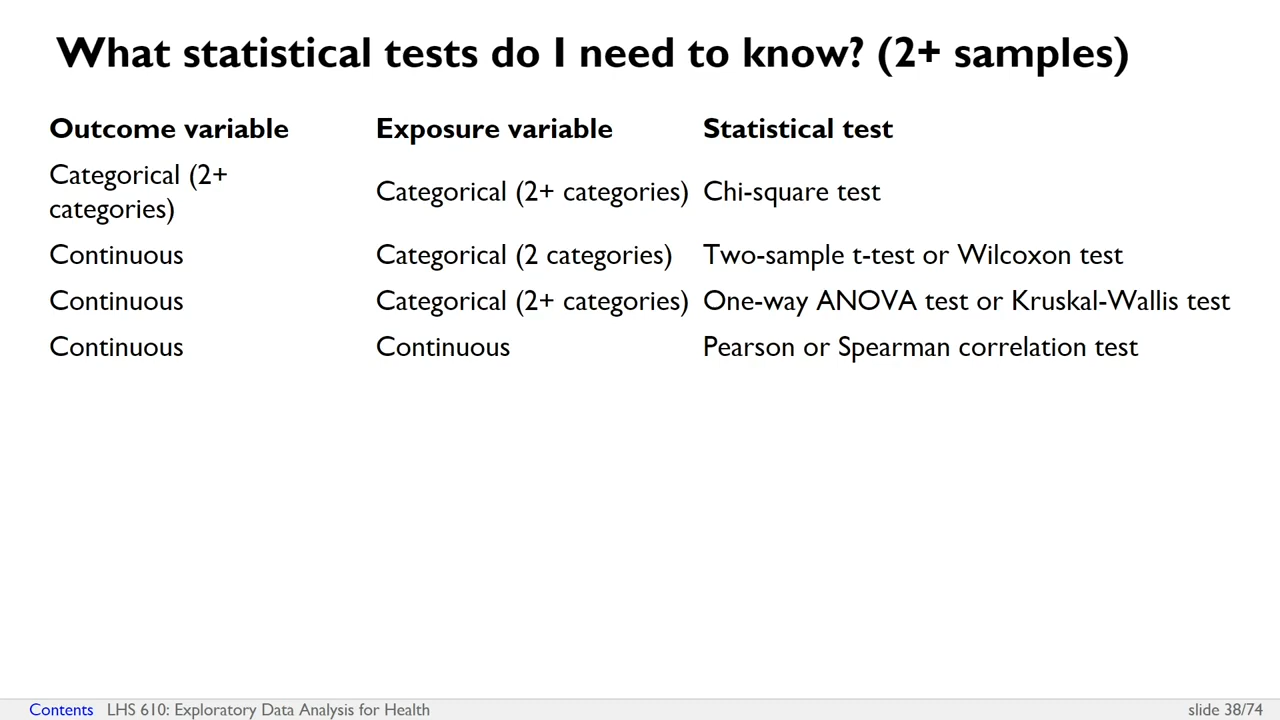 What statistical tests do I need to know? (2+ samples)
Outcome variable Exposure variable Statistical test
Categorical (2+
categories) Categorical (2+ categories) Chi-square test
Continuous Categorical (2 categories) Two-sample t-test or Wilcoxon test
Continuous Categorical (2+ categories) One-way ANOVA test or Kruskal-Wallis test
Continuous Continuous Pearson or Spearman correlation test
Contents LHS 610: Exploratory Data Analysis for Health slide 38/74